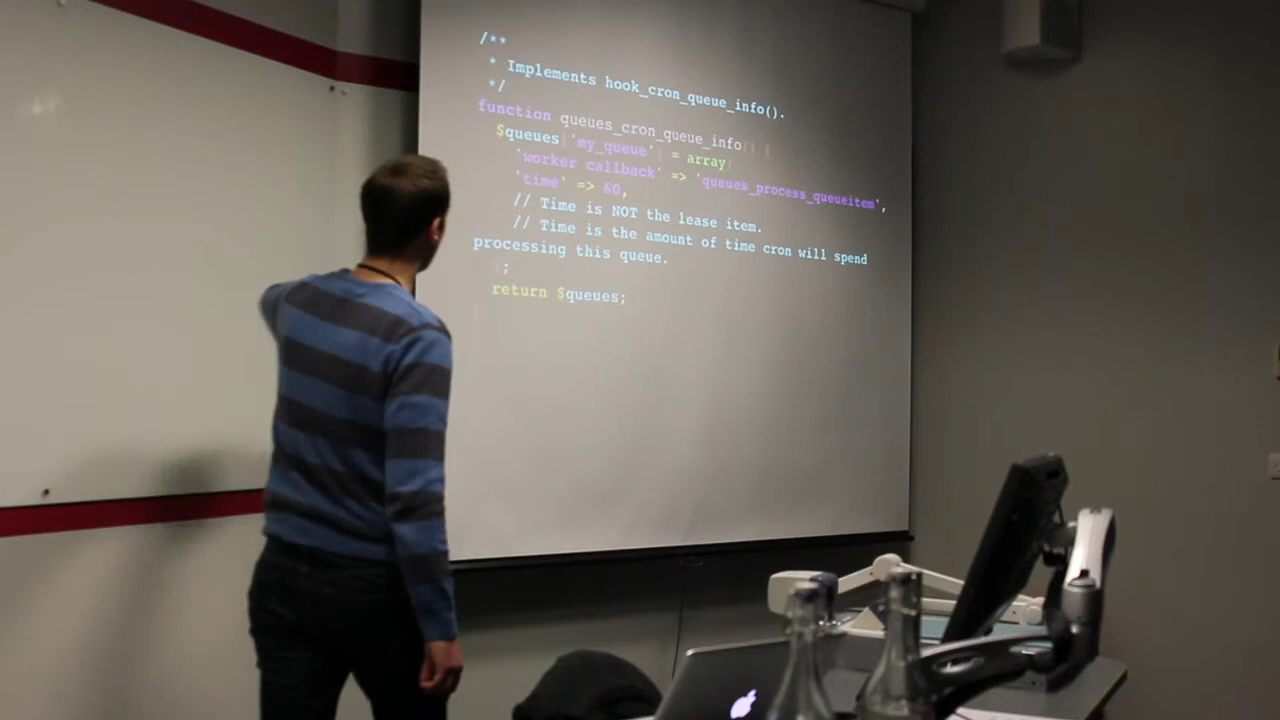 /**
* Implements hook_cron_queue_info().
*/
function queues_cron_queue_info() {
$queues['my_queue'] = array(
'worker callback' => 'queues_process_queueitem',
'time' => 60,
// Time is NOT the lease item.
// Time is the amount of time cron will spend
processing this queue.
);
return $queues;